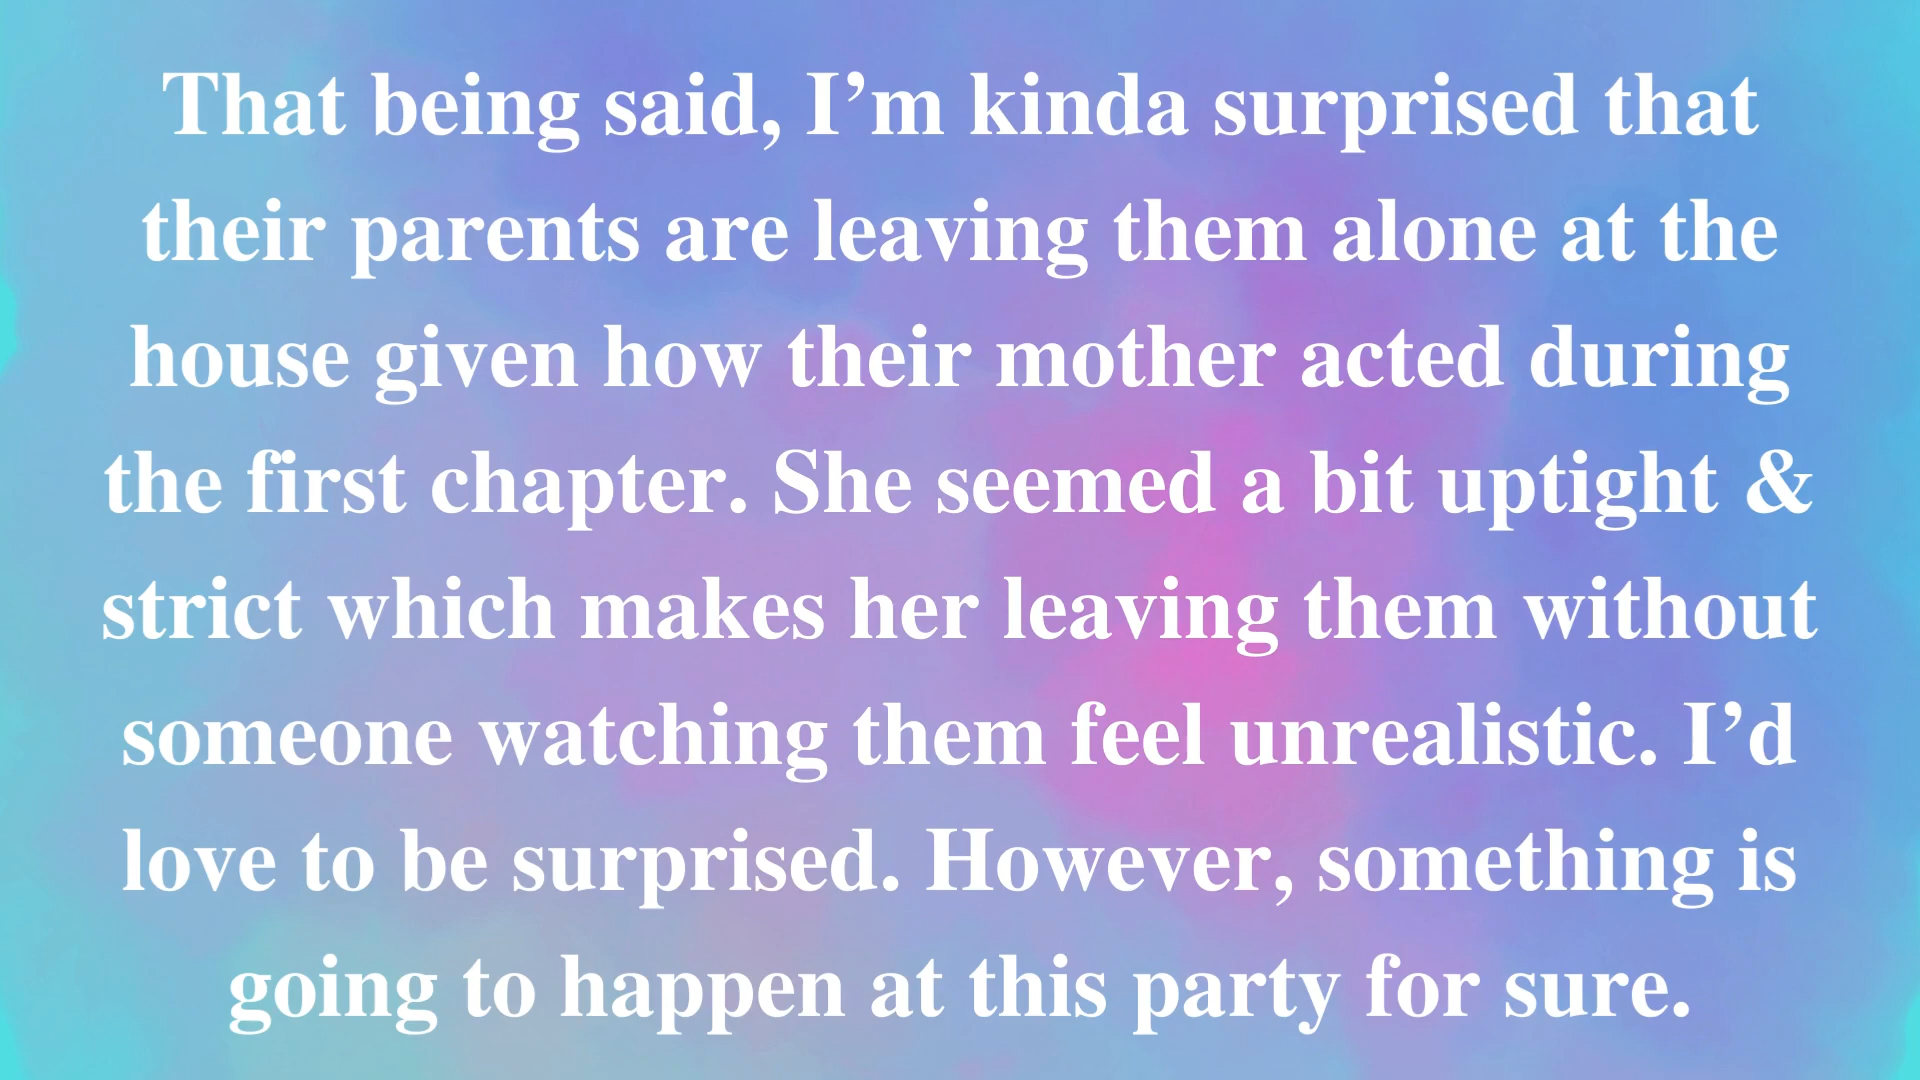 That being said, I’m kinda surprised that
their parents are leaving them alone at the
house given how their mother acted during
the first chapter. She seemed a bit uptight &
strict which makes her leaving them without
someone watching them feel unrealistic. I’d
love to be surprised. However, something is
going to happen at this party for sure.